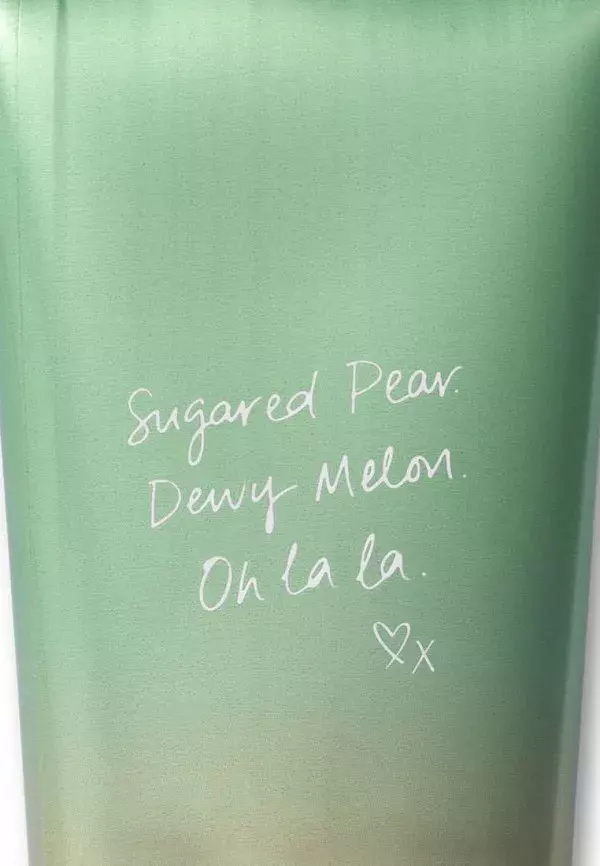 Sugared Pear.
Dewy Melon.
Oh la la.
♡x